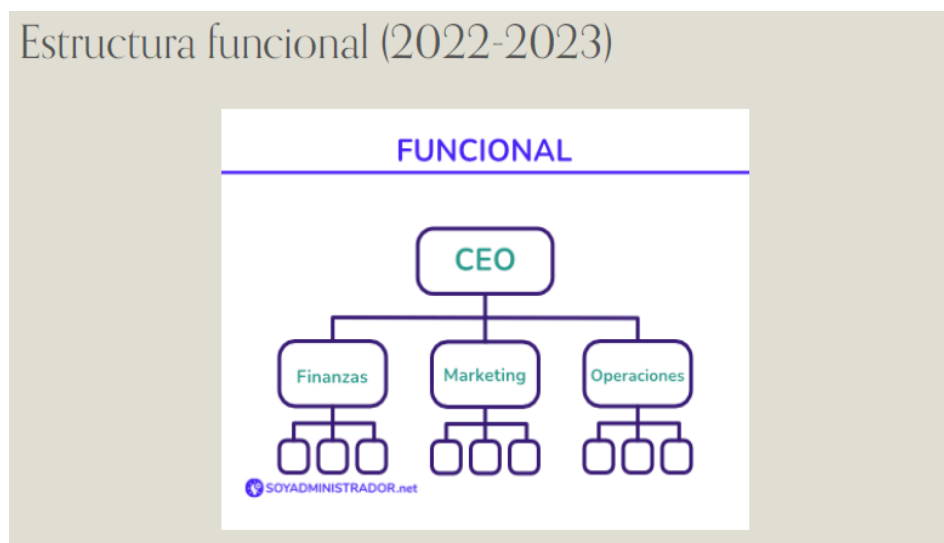 Estructura funcional (2022-2023)
FUNCIONAL
CEO
Finanzas
Marketing
Operaciones
SOYADMINISTRADOR.net